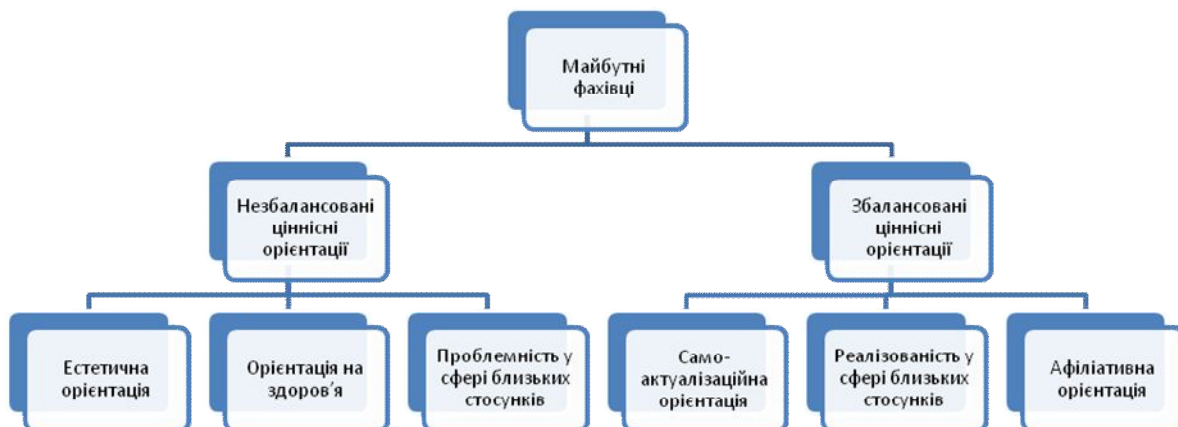 Майбутні
фахівці
Незбалансовані
ціннісні
орієнтації
Збалансовані
ціннісні
орієнтації
Естетична
орієнтація
Орієнтація на
здоров’я
Проблемність у
сфері близьких
стосунків
Само-
актуалізаційна
орієнтація
Реалізованість у
сфері близьких
стосунків
Афіліативна
орієнтація